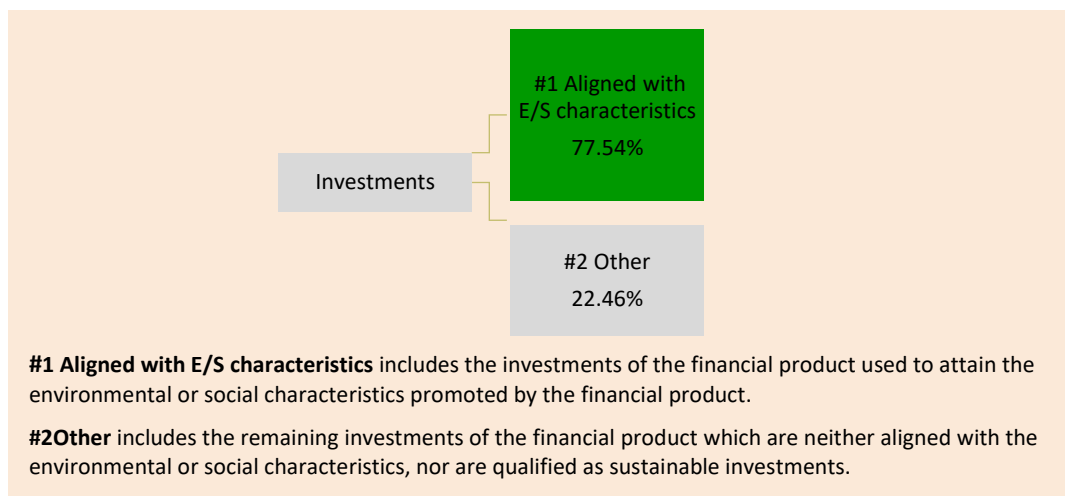 #1 Aligned with
E/S characteristics
77.54%
Investments
#2 Other
22.46%
#1 Aligned with E/S characteristics includes the investments of the financial product used to attain the
environmental or social characteristics promoted by the financial product.
#2Other includes the remaining investments of the financial product which are neither aligned with the
environmental or social characteristics, nor are qualified as sustainable investments.